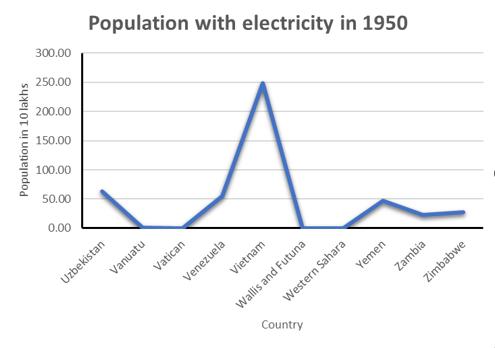 Population with electricity in 1950
Population in 10 lakhs
300.00
250.00
200.00
150.00
100.00
50.00
0.00
Uzbekistan
Vanuatu
Vatican
Venezuela
Vietnam
Wallis and Futuna
Western Sahara
Yemen
Zambia
Zimbabwe
Country